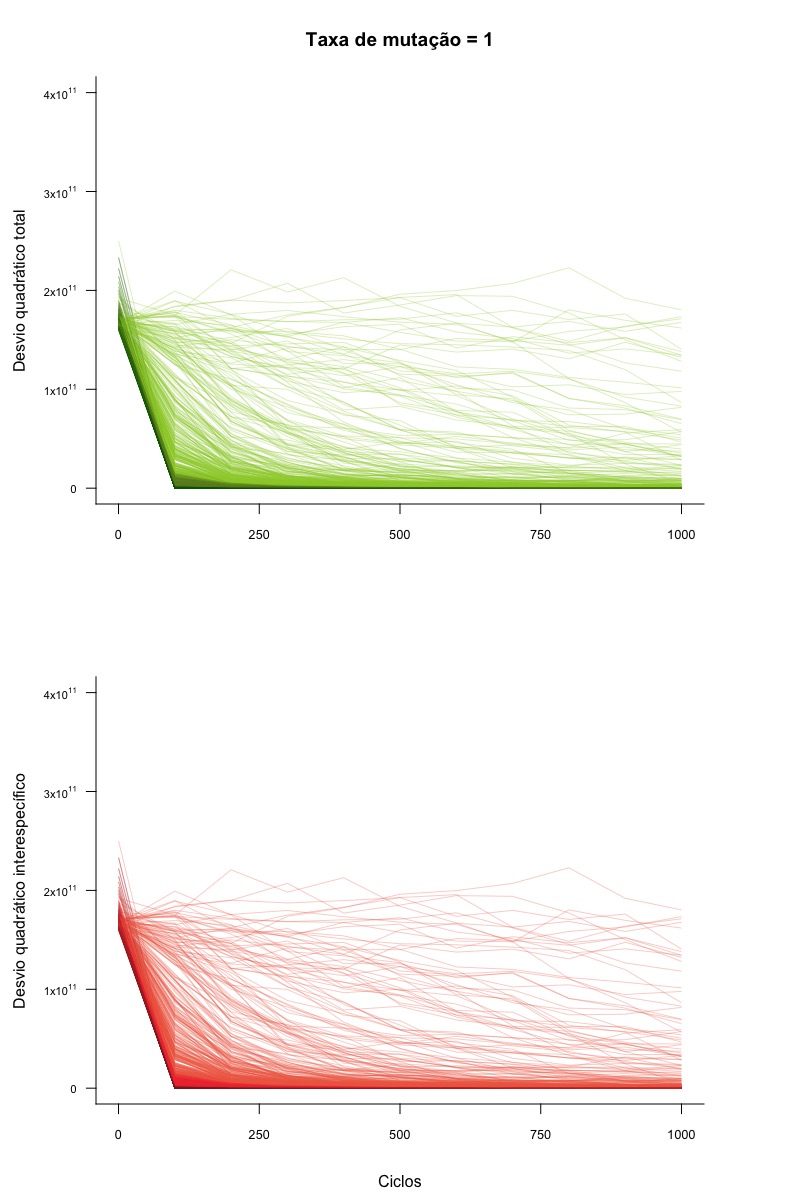 Taxa de mutação = 1
Desvio quadrático total
4x10¹¹
3x10¹¹
2x10¹¹
1x10¹¹
0
0 250 500 750 1000
Desvio quadrático interespecífico
4x10¹¹
3x10¹¹
2x10¹¹
1x10¹¹
0
0 250 500 750 1000
Ciclos